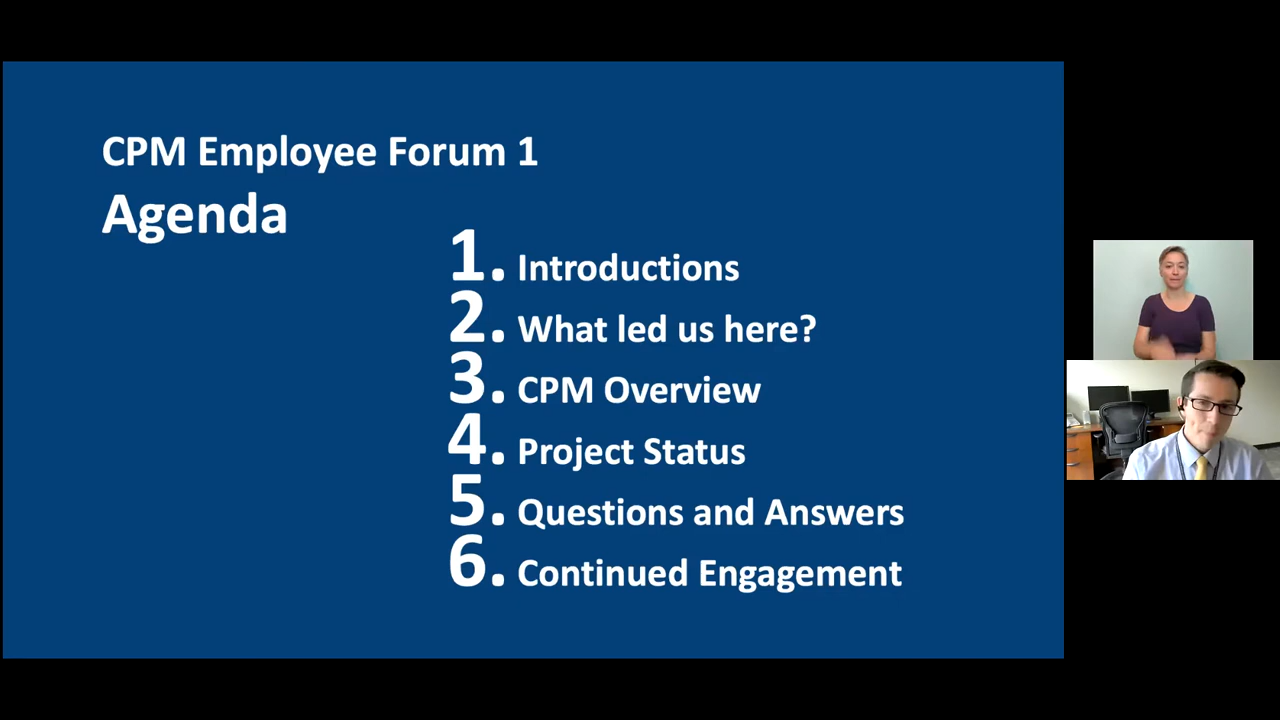 CPM Employee Forum 1
Agenda
1. Introductions
2. What led us here?
3. CPM Overview
4. Project Status
5. Questions and Answers
6. Continued Engagement